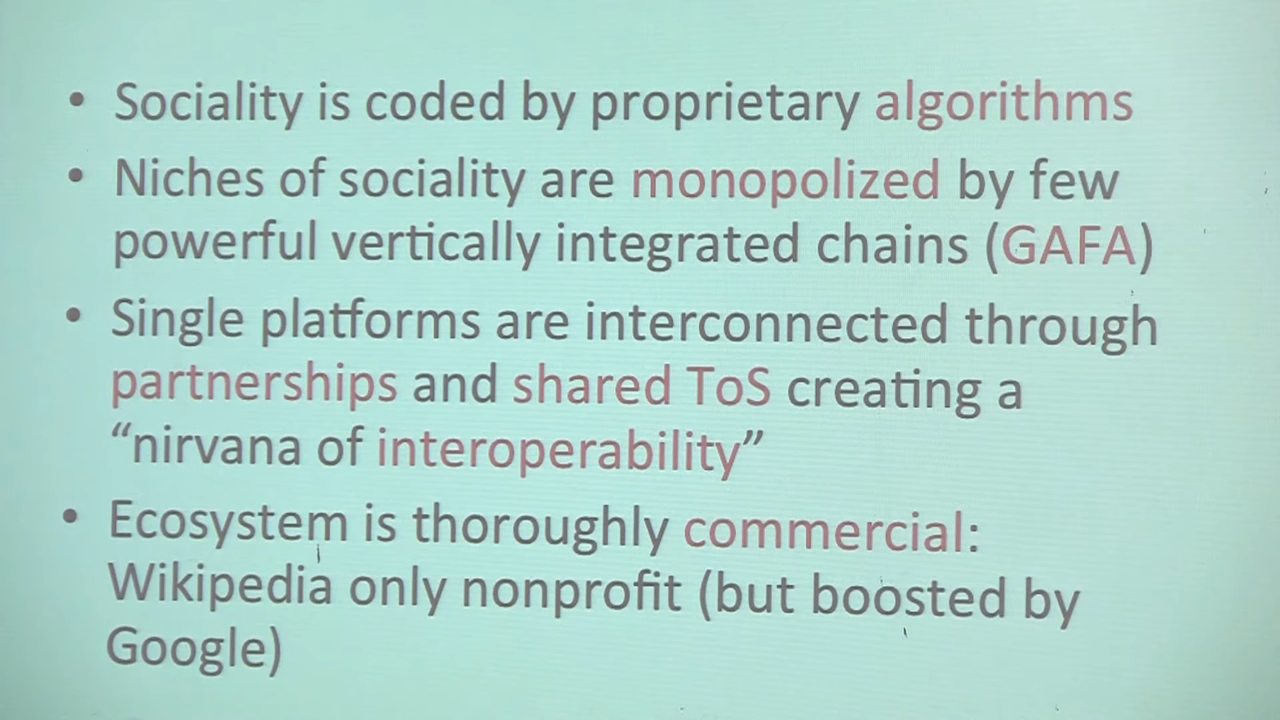 • Sociality is coded by proprietary algorithms
• Niches of sociality are monopolized by few
powerful vertically integrated chains (GAFA)
• Single platforms are interconnected through
partnerships and shared ToS creating a
“nirvana of interoperability”
• Ecosystem is thoroughly commercial:
Wikipedia only nonprofit (but boosted by
Google)